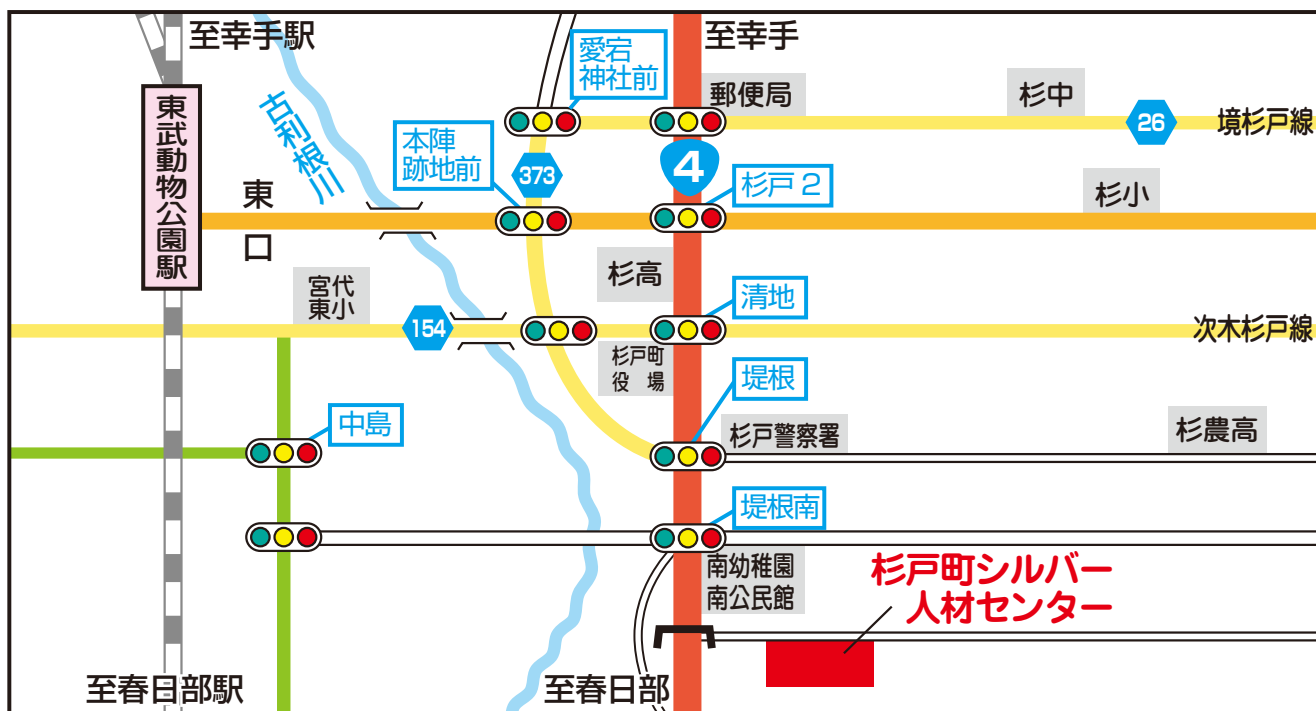 至幸手駅
至幸手
愛宕
神社前
郵便局
杉中
26
境杉戸線
東武動物公園駅
古利根川
本陣
跡地前
373
4
杉戸2
東口
杉小
杉高
宮代
東小
154
清地
次木杉戸線
杉戸町
役場
堤根
中島
杉戸警察署
杉農高
堤根南
南幼稚園
南公民館
杉戸町シルバー
人材センター
至春日部駅
至春日部